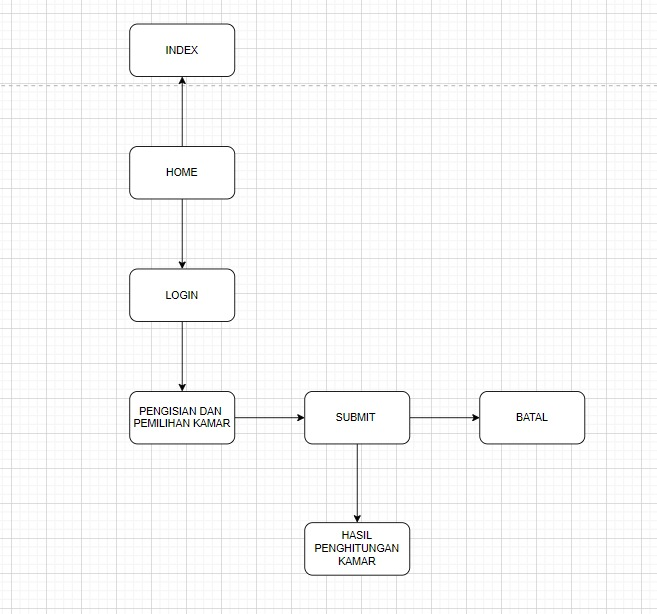 INDEX
HOME
LOGIN
PENGISIAN DAN
PEMILIHAN KAMAR
SUBMIT
BATAL
HASIL
PENGHITUNGAN
KAMAR